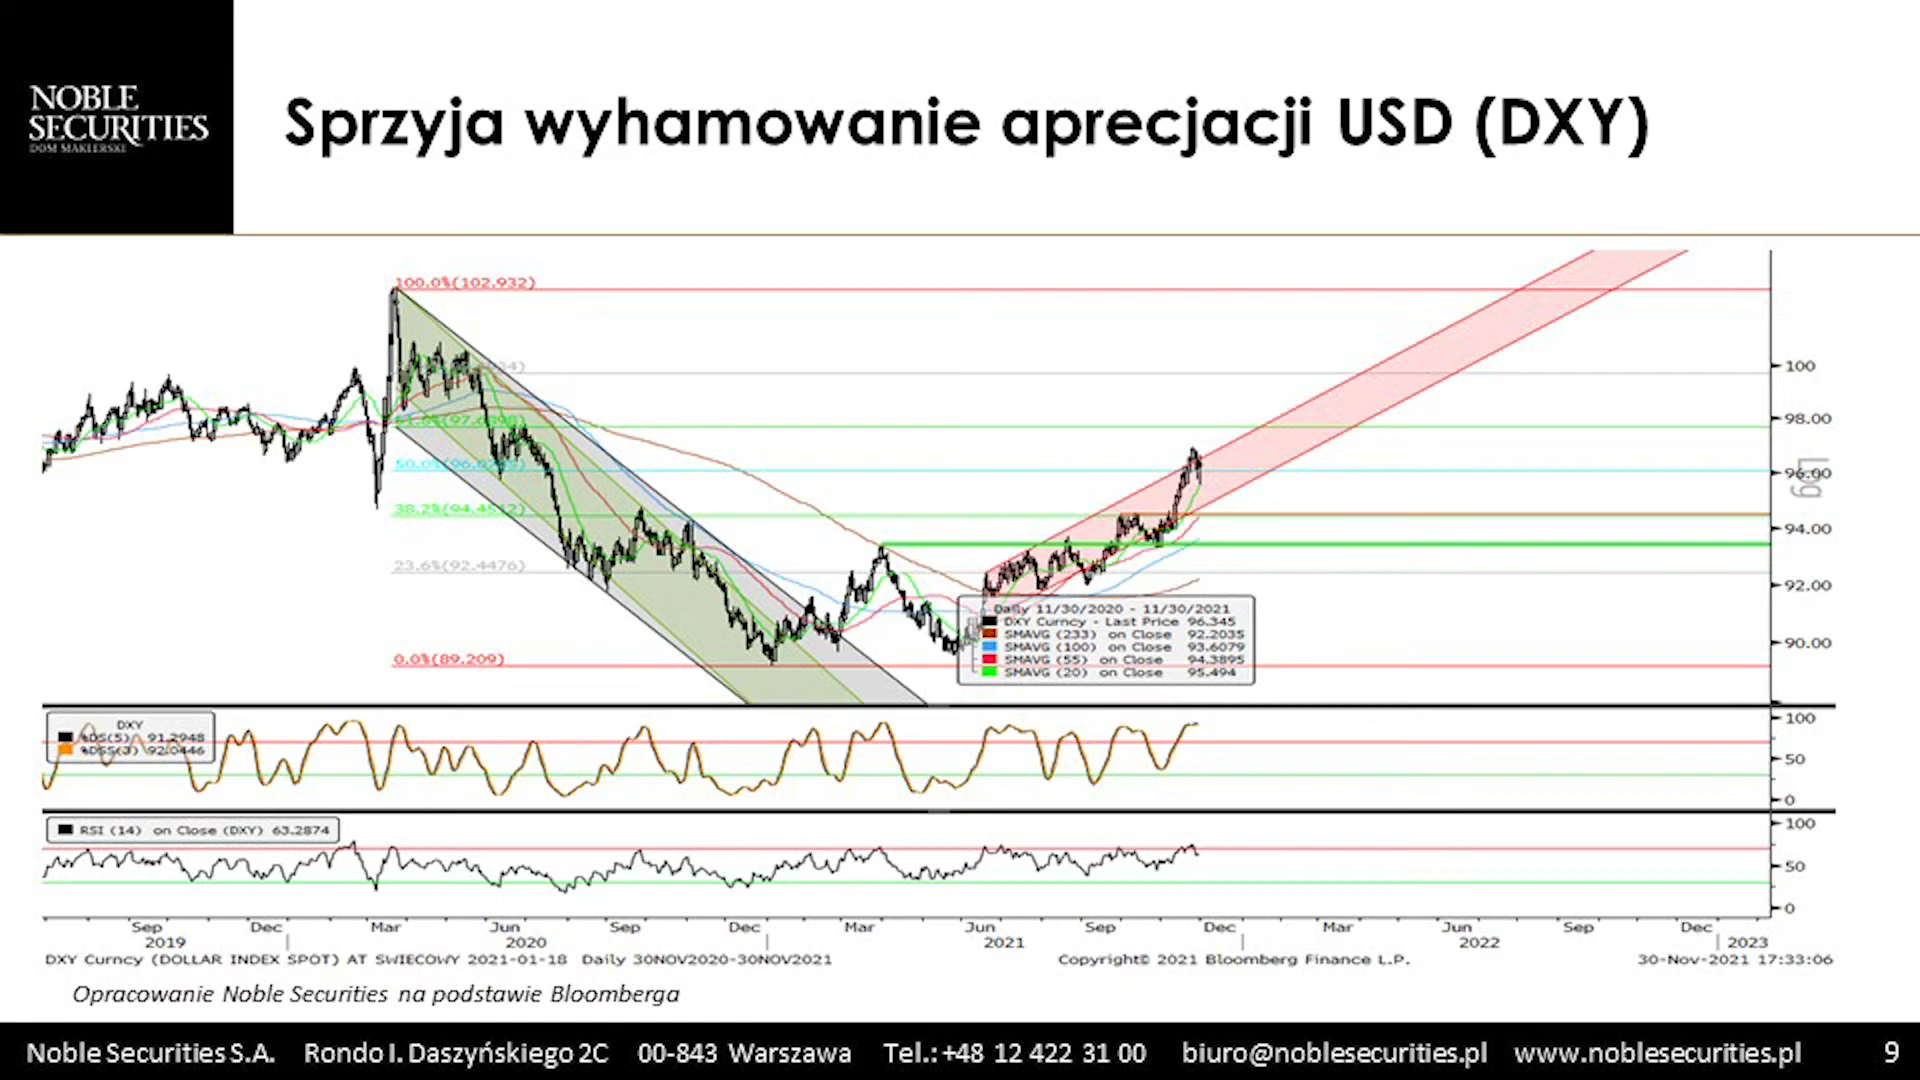 NOBLE
SECURITIES
DOM MAKLERSKI
Sprzyja wyhamowanie aprecjacji USD (DXY)
100.0%(102.932)
50.0%
38.2%(94.4512)
23.6%(92.4476)
0.0%(89.209)
100
98.00
96.00
94.00
92.00
90.00
Log
Daily 11/30/2020 - 11/30/2021
DXY Curncy - Last Price 96.345
SMAVG (233) on Close 92.2035
SMAVG (100) on Close 93.6079
SMAVG (55) on Close 94.3895
SMAVG (20) on Close 95.494
DXY
%DS(5) 91.2948
%DSS(3) 92.0446
100
50
0
RSI (14) on Close (DXY) 63.2874
100
50
0
Sep Dec Mar Jun Sep Dec Mar Jun Sep Dec Mar Jun Sep Dec
2019 2020 2021 2022 2023
DXY Curncy (DOLLAR INDEX SPOT) AT SWIECOWY 2021-01-18 Daily 30NOV2020-30NOV2021 Copyright© 2021 Bloomberg Finance L.P. 30-Nov-2021 17:33:06
Opracowanie Noble Securities na podstawie Bloomberga
Noble Securities S.A. Rondo I. Daszyńskiego 2C 00-843 Warszawa Tel.: +48 12 422 31 00 biuro@noblesecurities.pl www.noblesecurities.pl 9